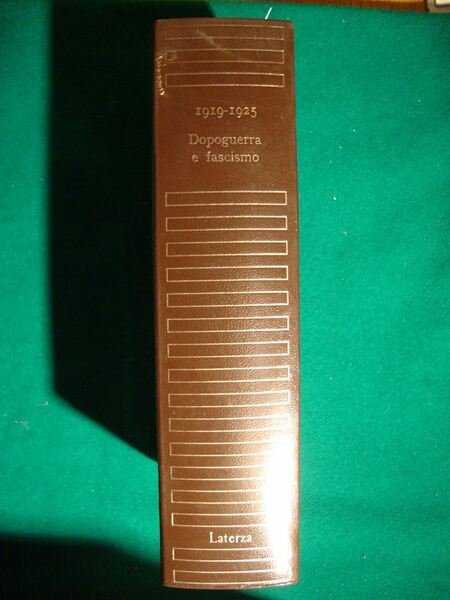 1919-1925
Dopoguerra
e fascismo
Laterza